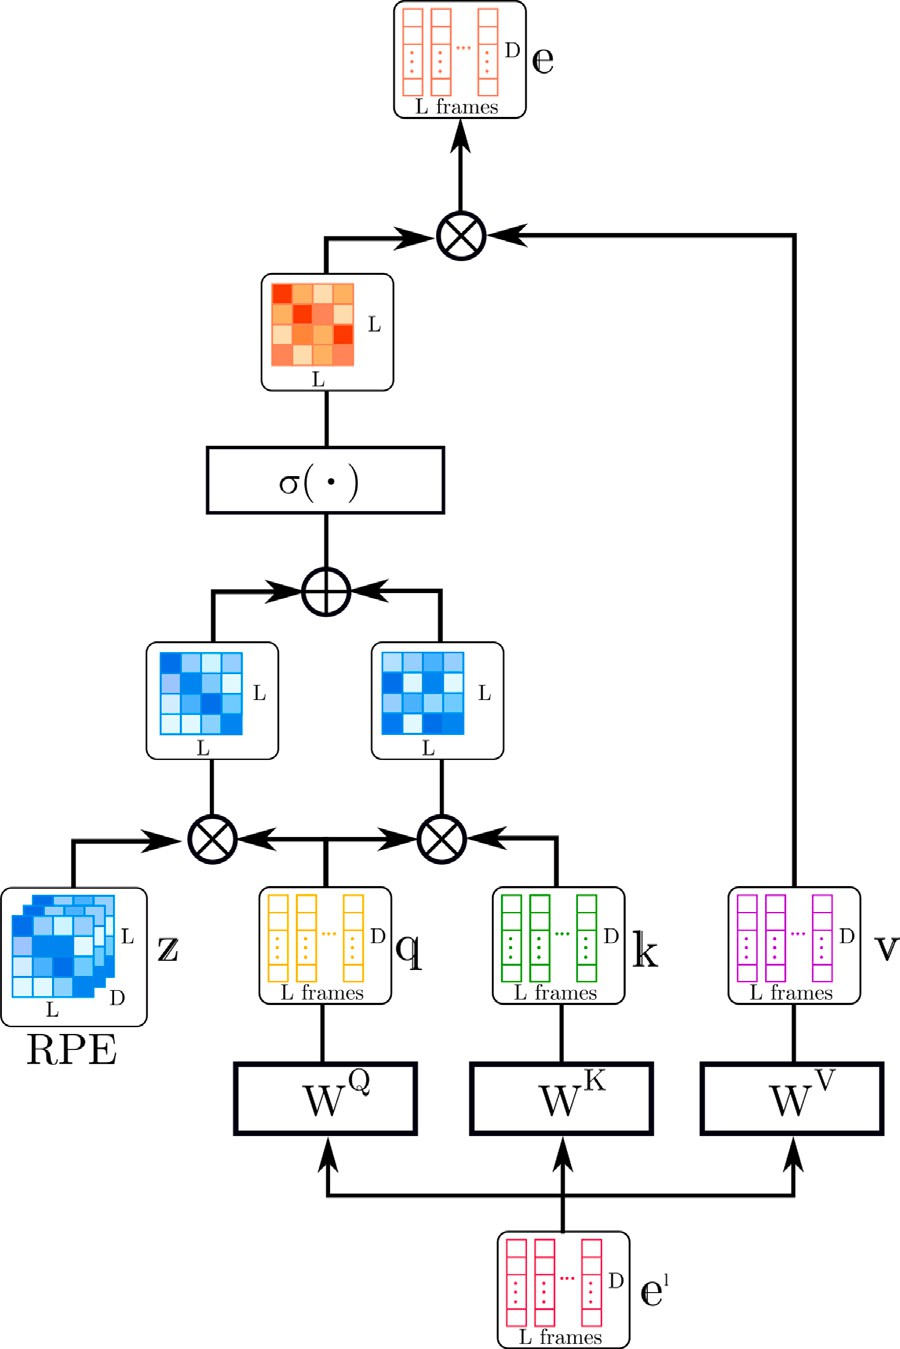 D
e
L frames
L
L
σ( · )
L
L
L
L
L
D
L
z
RPE
D
q
L frames
D
k
L frames
D
v
L frames
W^Q
W^K
W^V
D
e^l
L frames